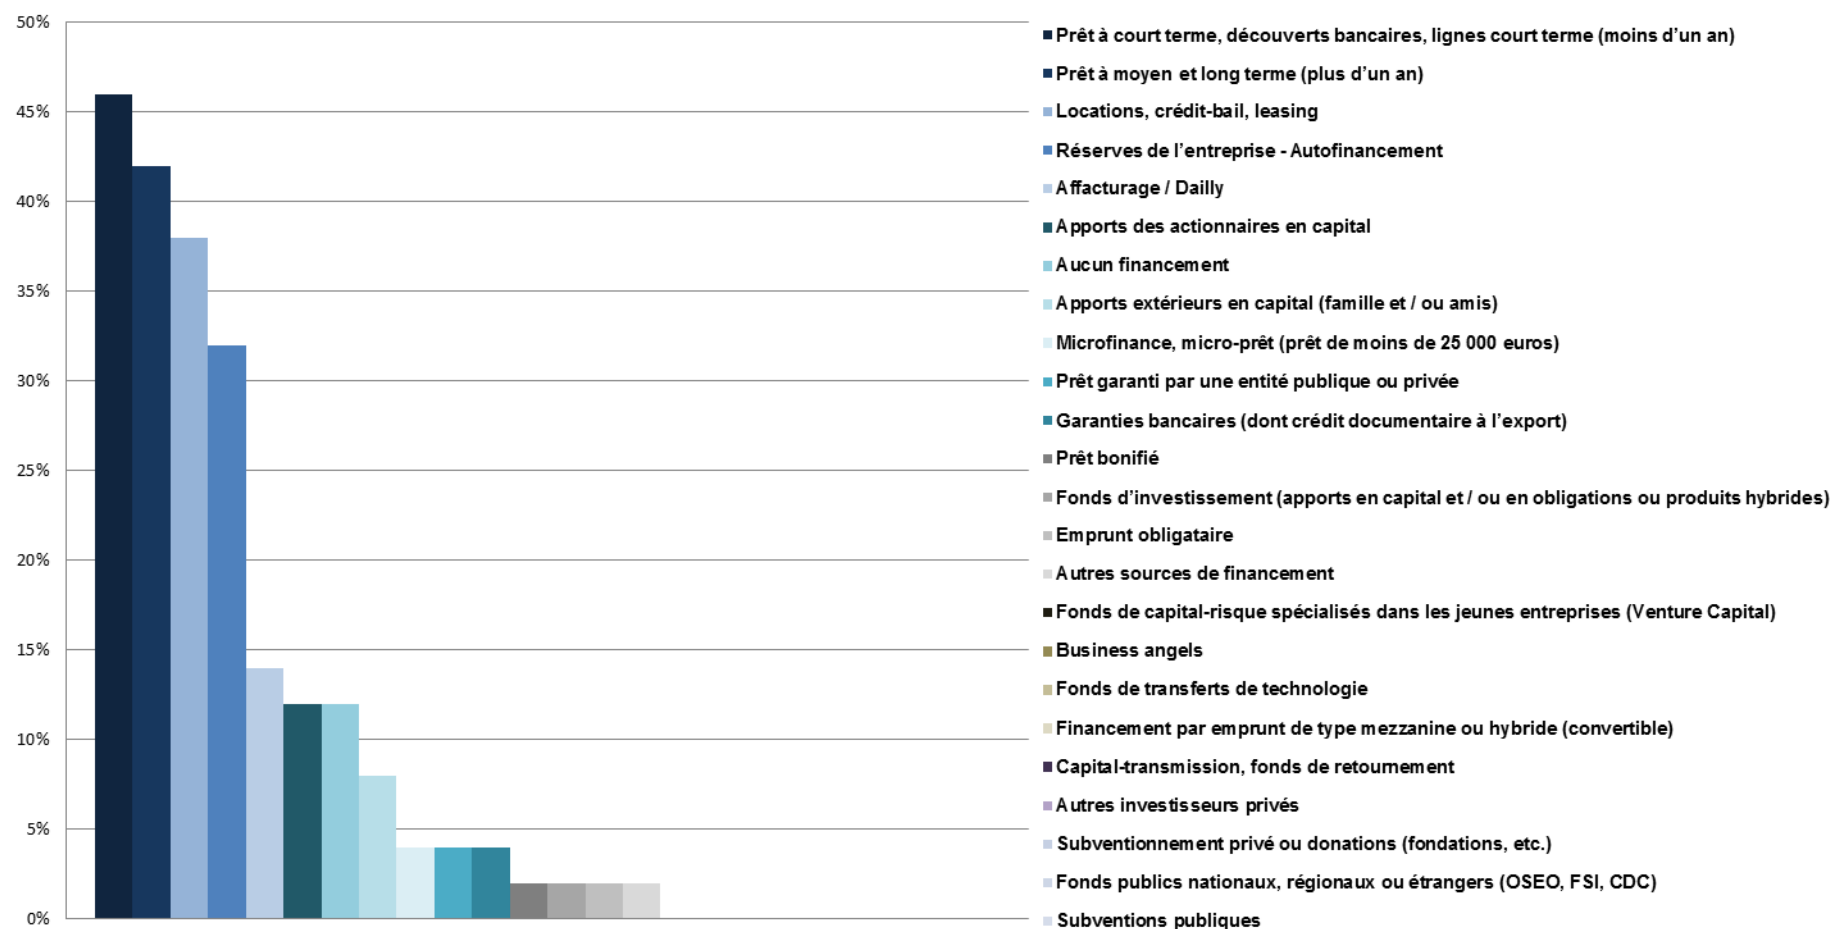 50%
45%
40%
35%
30%
25%
20%
15%
10%
5%
0%
Prêt à court terme, découverts bancaires, lignes court terme (moins d’un an)
Prêt à moyen et long terme (plus d’un an)
Locations, crédit-bail, leasing
Réserves de l’entreprise - Autofinancement
Affacturage / Dailly
Apports des actionnaires en capital
Aucun financement
Apports extérieurs en capital (famille et / ou amis)
Microfinance, micro-prêt (prêt de moins de 25 000 euros)
Prêt garanti par une entité publique ou privée
Garanties bancaires (dont crédit documentaire à l’export)
Prêt bonifié
Fonds d’investissement (apports en capital et / ou en obligations ou produits hybrides)
Emprunt obligataire
Autres sources de financement
Fonds de capital-risque spécialisés dans les jeunes entreprises (Venture Capital)
Business angels
Fonds de transferts de technologie
Financement par emprunt de type mezzanine ou hybride (convertible)
Capital-transmission, fonds de retournement
Autres investisseurs privés
Subventionnement privé ou donations (fondations, etc.)
Fonds publics nationaux, régionaux ou étrangers (OSEO, FSI, CDC)
Subventions publiques